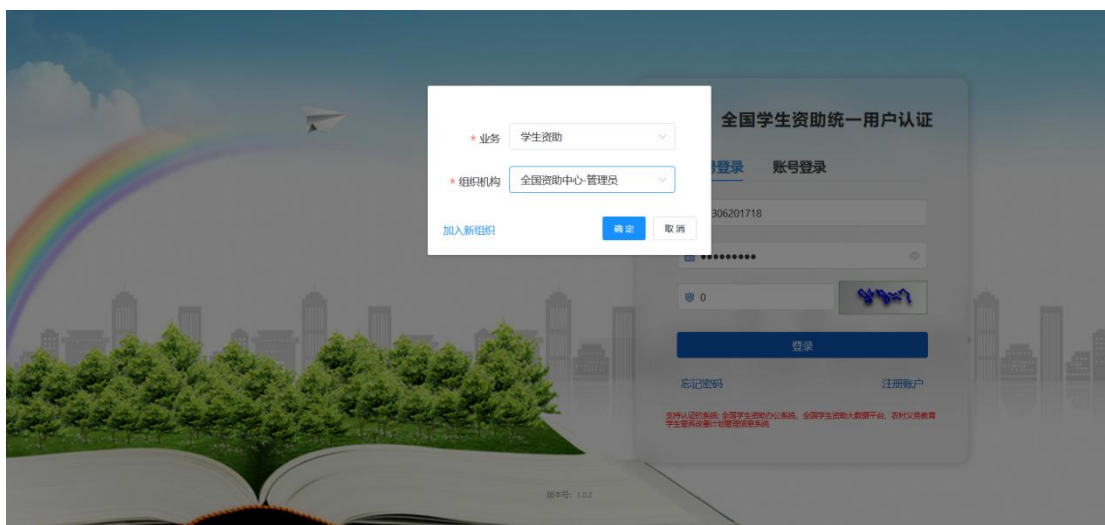 * 业务 学生资助
* 组织机构 全国资助中心-管理员
加入新组织 确定 取消
全国学生资助统一用户认证
登录 账号登录
306201718
0
登录
忘记密码 注册账户
支持认证的系统: 全国学生资助办公系统、全国学生资助大数据平台、农村义务教育
学生营养改善计划管理信息系统
版本号: 1.0.2